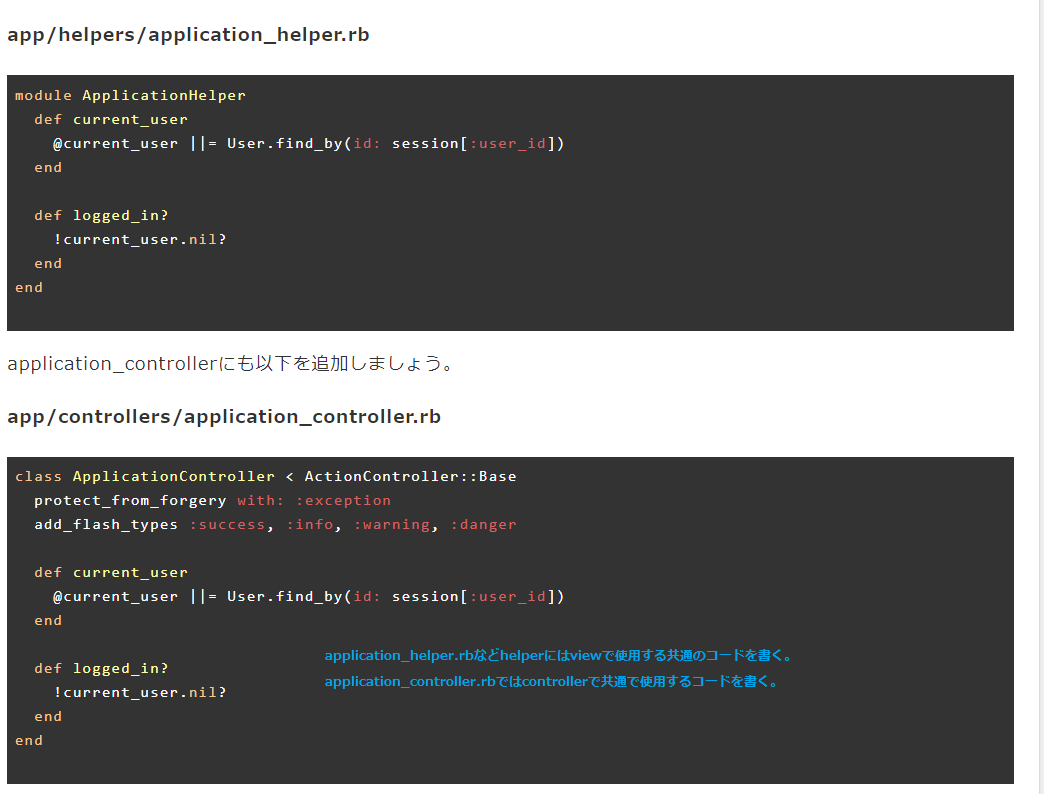 app/helpers/application_helper.rb
module ApplicationHelper
  def current_user
    @current_user ||= User.find_by(id: session[:user_id])
  end
  def logged_in?
    !current_user.nil?
  end
end
application_controllerにも以下を追加しましょう。
app/controllers/application_controller.rb
class ApplicationController < ActionController::Base
  protect_from_forgery with: :exception
  add_flash_types :success, :info, :warning, :danger
  def current_user
    @current_user ||= User.find_by(id: session[:user_id])
  end
  def logged_in?
    !current_user.nil?
  end
end
application_helper.rbなどhelperにはviewで使用する共通のコードを書く。
application_controller.rbではcontrollerで共通で使用するコードを書く。